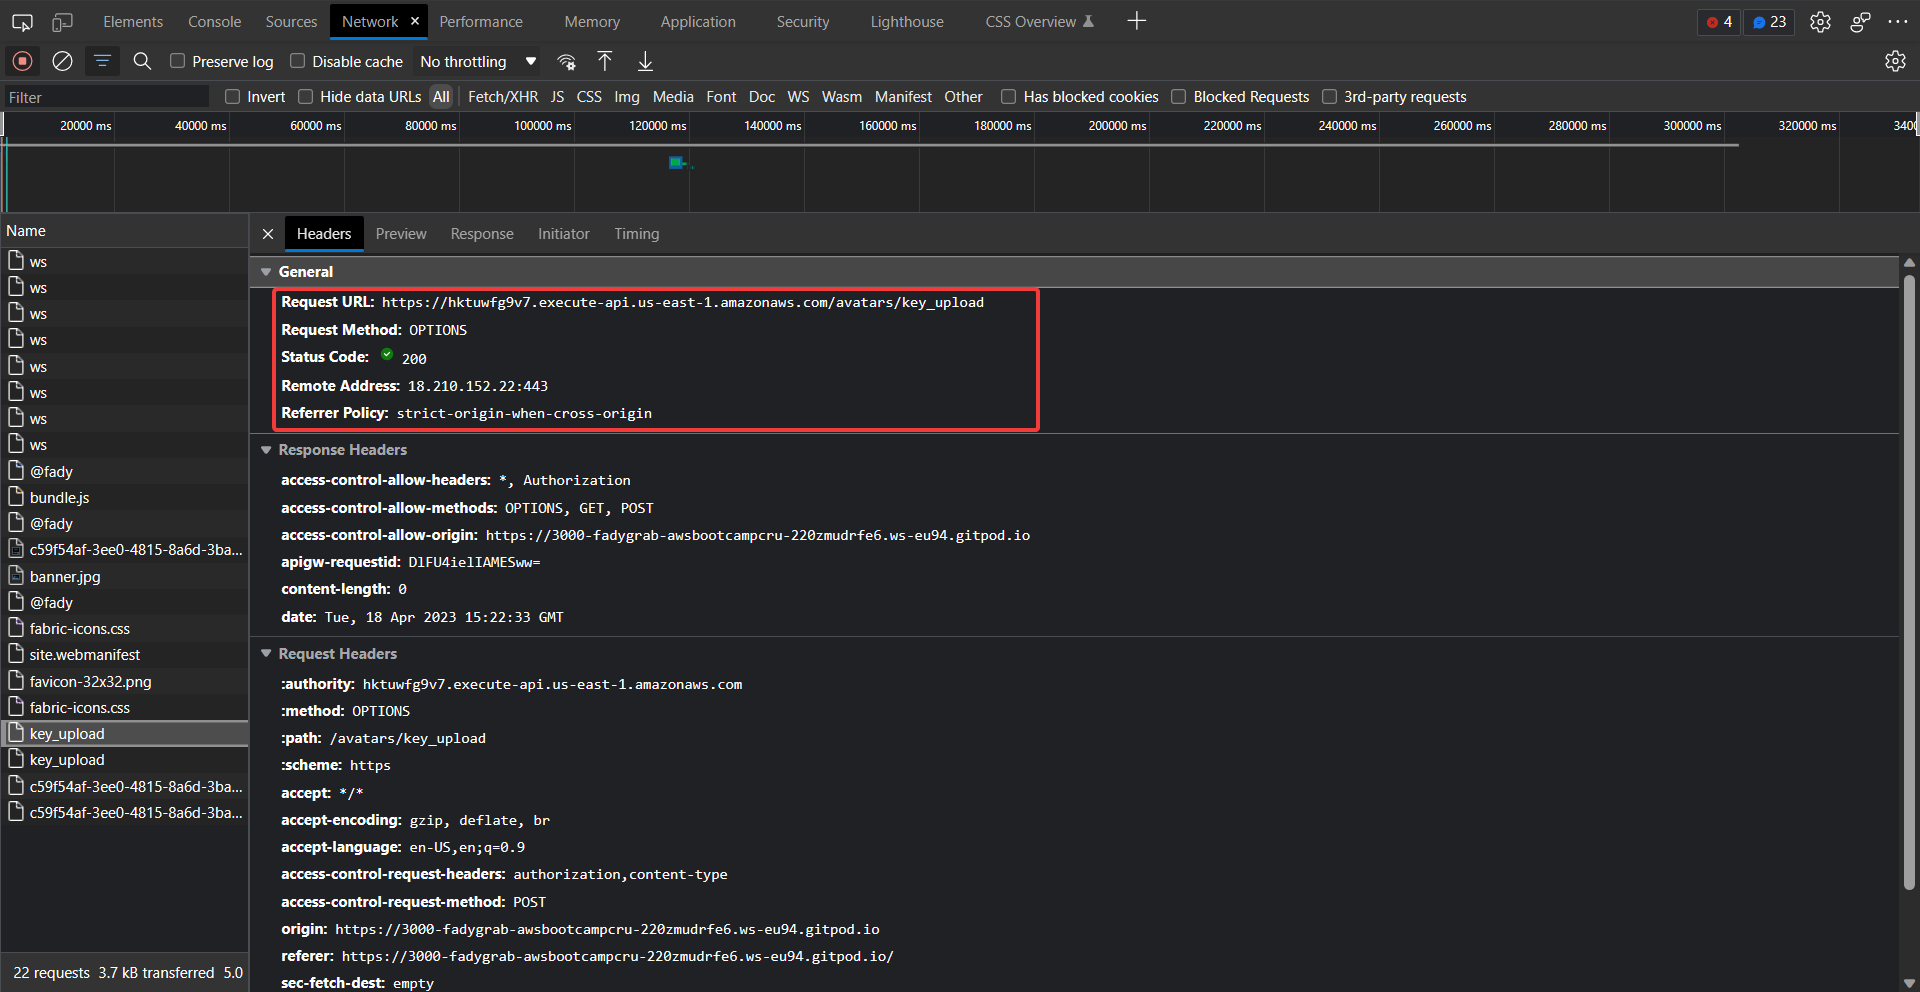 Elements Console Sources Network × Performance Memory Application Security Lighthouse CSS Overview + 4 23
Preserve log Disable cache No throttling
Filter Invert Hide data URLs All Fetch/XHR JS CSS Img Media Font Doc WS Wasm Manifest Other Has blocked cookies Blocked Requests 3rd-party requests
20000 ms 40000 ms 60000 ms 80000 ms 100000 ms 120000 ms 140000 ms 160000 ms 180000 ms 200000 ms 220000 ms 240000 ms 260000 ms 280000 ms 300000 ms 320000 ms 3400
Name
ws
ws
ws
ws
ws
ws
ws
ws
@fady
bundle.js
@fady
c59f54af-3ee0-4815-8a6d-3ba...
banner.jpg
@fady
fabric-icons.css
site.webmanifest
favicon-32x32.png
fabric-icons.css
key_upload
key_upload
c59f54af-3ee0-4815-8a6d-3ba...
c59f54af-3ee0-4815-8a6d-3ba...
22 requests 3.7 kB transferred 5.0
× Headers Preview Response Initiator Timing
General
Request URL: https://hktuwfg9v7.execute-api.us-east-1.amazonaws.com/avatars/key_upload
Request Method: OPTIONS
Status Code: 200
Remote Address: 18.210.152.22:443
Referrer Policy: strict-origin-when-cross-origin
Response Headers
access-control-allow-headers: *, Authorization
access-control-allow-methods: OPTIONS, GET, POST
access-control-allow-origin: https://3000-fadygrab-awsbootcampcru-220zmudrfe6.ws-eu94.gitpod.io
apigw-requestid: DlFU4ielIAMESww=
content-length: 0
date: Tue, 18 Apr 2023 15:22:33 GMT
Request Headers
:authority: hktuwfg9v7.execute-api.us-east-1.amazonaws.com
:method: OPTIONS
:path: /avatars/key_upload
:scheme: https
accept: */*
accept-encoding: gzip, deflate, br
accept-language: en-US,en;q=0.9
access-control-request-headers: authorization,content-type
access-control-request-method: POST
origin: https://3000-fadygrab-awsbootcampcru-220zmudrfe6.ws-eu94.gitpod.io
referer: https://3000-fadygrab-awsbootcampcru-220zmudrfe6.ws-eu94.gitpod.io/
sec-fetch-dest: empty